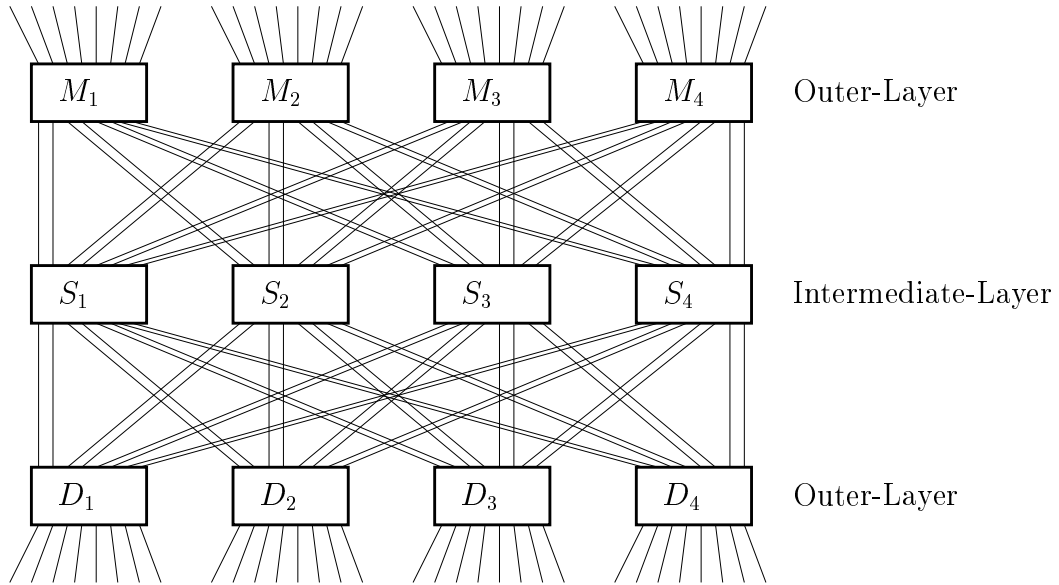 M₁ M₂ M₃ M₄ Outer-Layer
S₁ S₂ S₃ S₄ Intermediate-Layer
D₁ D₂ D₃ D₄ Outer-Layer